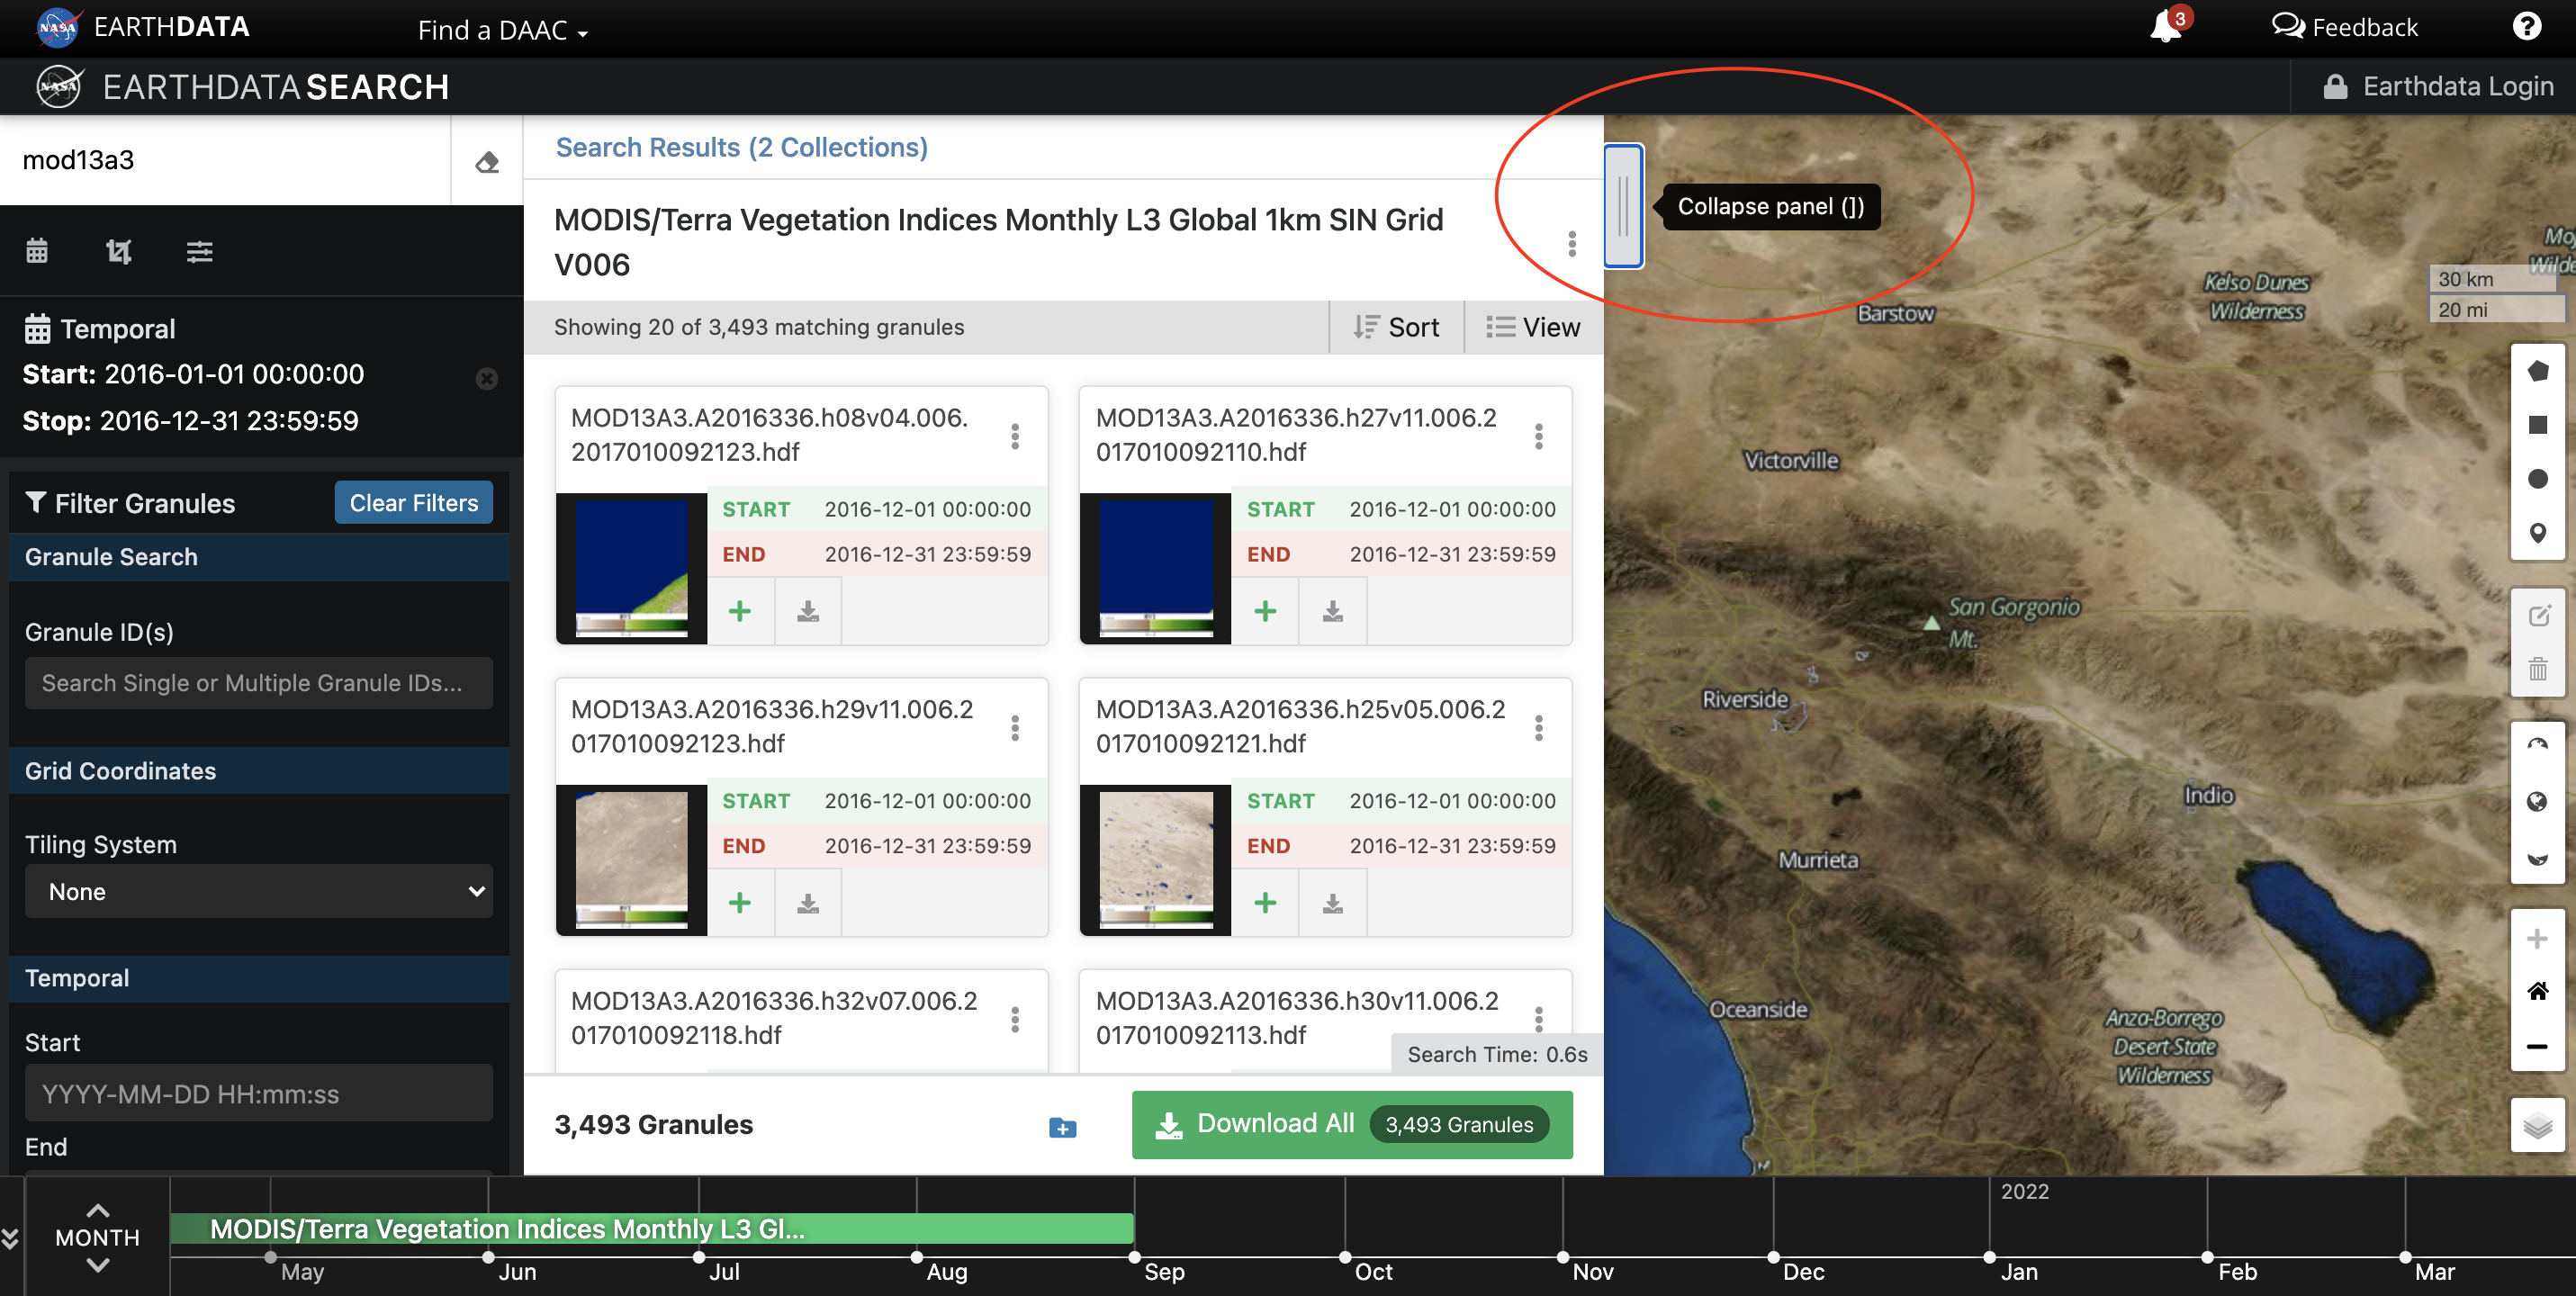 NASA EARTHDATA
Find a DAAC
3
Feedback
?
NASA EARTHDATA SEARCH
Earthdata Login
mod13a3
Temporal
Start: 2016-01-01 00:00:00
Stop: 2016-12-31 23:59:59
Filter Granules
Clear Filters
Granule Search
Granule ID(s)
Search Single or Multiple Granule IDs...
Grid Coordinates
Tiling System
None
Temporal
Start
YYYY-MM-DD HH:mm:ss
End
Search Results (2 Collections)
MODIS/Terra Vegetation Indices Monthly L3 Global 1km SIN Grid
V006
Showing 20 of 3,493 matching granules
Sort
View
MOD13A3.A2016336.h08v04.006.
2017010092123.hdf
START 2016-12-01 00:00:00
END 2016-12-31 23:59:59
MOD13A3.A2016336.h27v11.006.2
017010092110.hdf
START 2016-12-01 00:00:00
END 2016-12-31 23:59:59
MOD13A3.A2016336.h29v11.006.2
017010092123.hdf
START 2016-12-01 00:00:00
END 2016-12-31 23:59:59
MOD13A3.A2016336.h25v05.006.2
017010092121.hdf
START 2016-12-01 00:00:00
END 2016-12-31 23:59:59
MOD13A3.A2016336.h32v07.006.2
017010092118.hdf
MOD13A3.A2016336.h30v11.006.2
017010092113.hdf
Search Time: 0.6s
3,493 Granules
Download All 3,493 Granules
Collapse panel (])
30 km
20 mi
Kelso Dunes
Wilderness
Barstow
Victorville
San Gorgonio
Mt.
Riverside
Indio
Murrieta
Oceanside
Anza-Borrego
Desert State
Wilderness
MONTH
MODIS/Terra Vegetation Indices Monthly L3 Gl...
2022
May
Jun
Jul
Aug
Sep
Oct
Nov
Dec
Jan
Feb
Mar